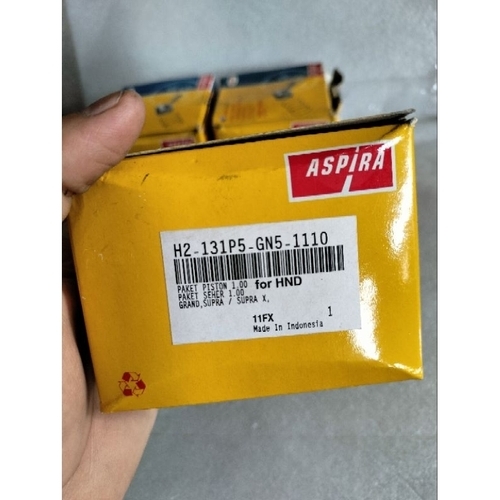 ASPIRA
H2-131P5-GN5-1110
PAKET PISTON 1.00 for HND
PAKET SEHER 1.00
GRAND,SUPRA / SUPRA X,
11FX 1
Made In Indonesia